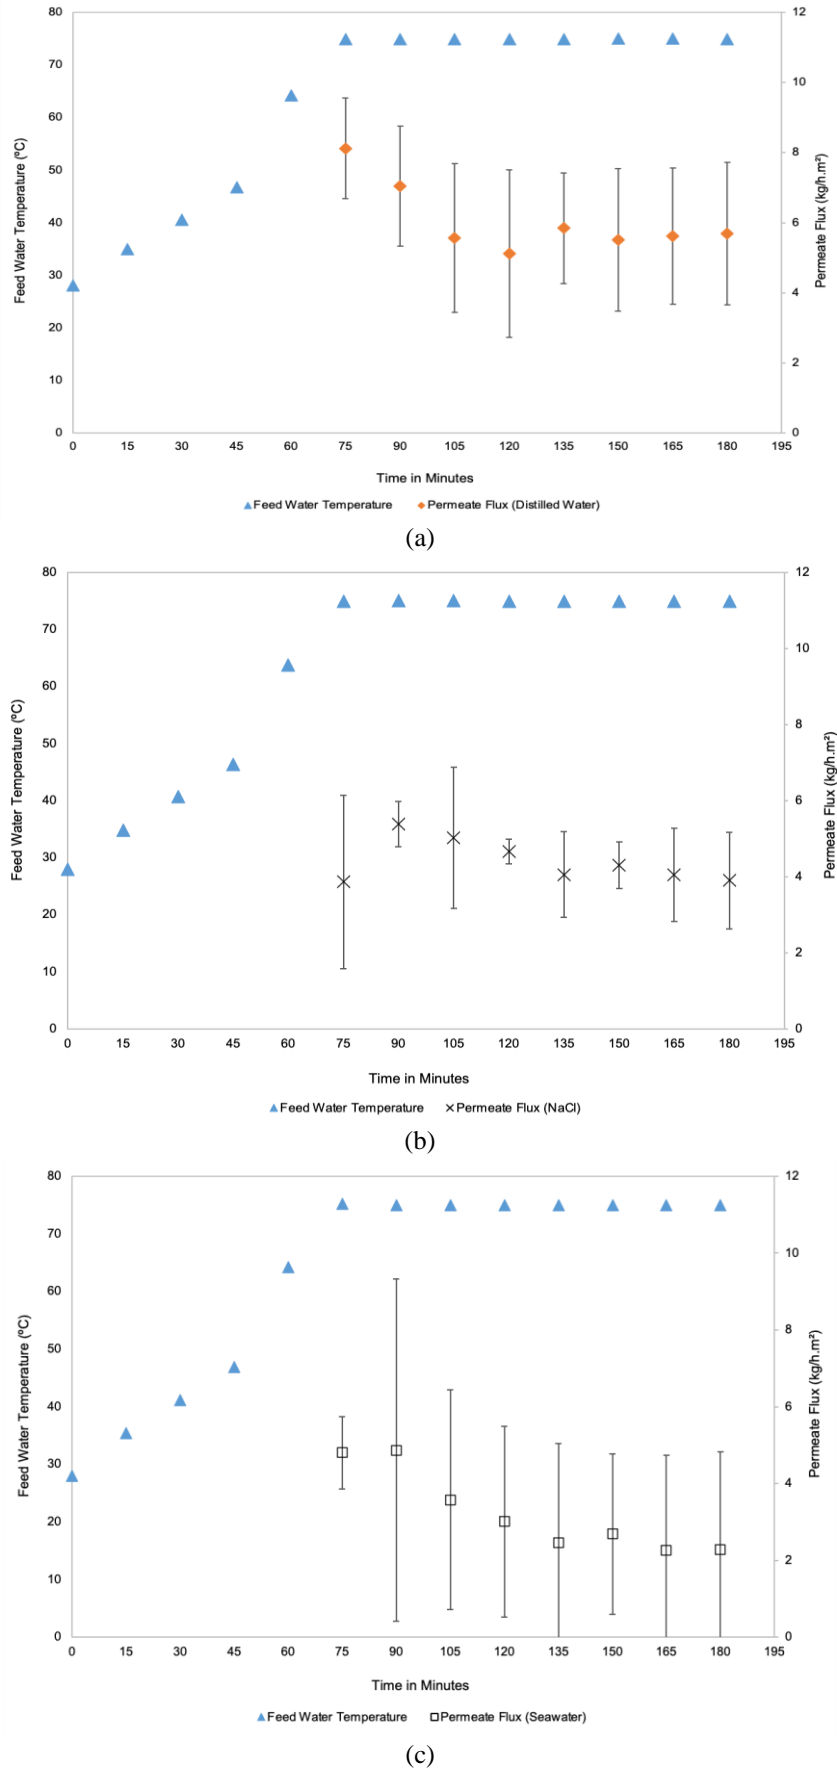 80
70
60
50
40
30
20
10
0
12
10
8
6
4
2
0
Feed Water Temperature (ºC)
Permeate Flux (kg/h.m²)
0 15 30 45 60 75 90 105 120 135 150 165 180 195
Time in Minutes
Feed Water Temperature Permeate Flux (Distilled Water)
(a)
80
70
60
50
40
30
20
10
0
12
10
8
6
4
2
0
Feed Water Temperature (ºC)
Permeate Flux (kg/h.m²)
0 15 30 45 60 75 90 105 120 135 150 165 180 195
Time in Minutes
Feed Water Temperature Permeate Flux (NaCl)
(b)
80
70
60
50
40
30
20
10
0
12
10
8
6
4
2
0
Feed Water Temperature (ºC)
Permeate Flux (kg/h.m²)
0 15 30 45 60 75 90 105 120 135 150 165 180 195
Time in Minutes
Feed Water Temperature Permeate Flux (Seawater)
(c)